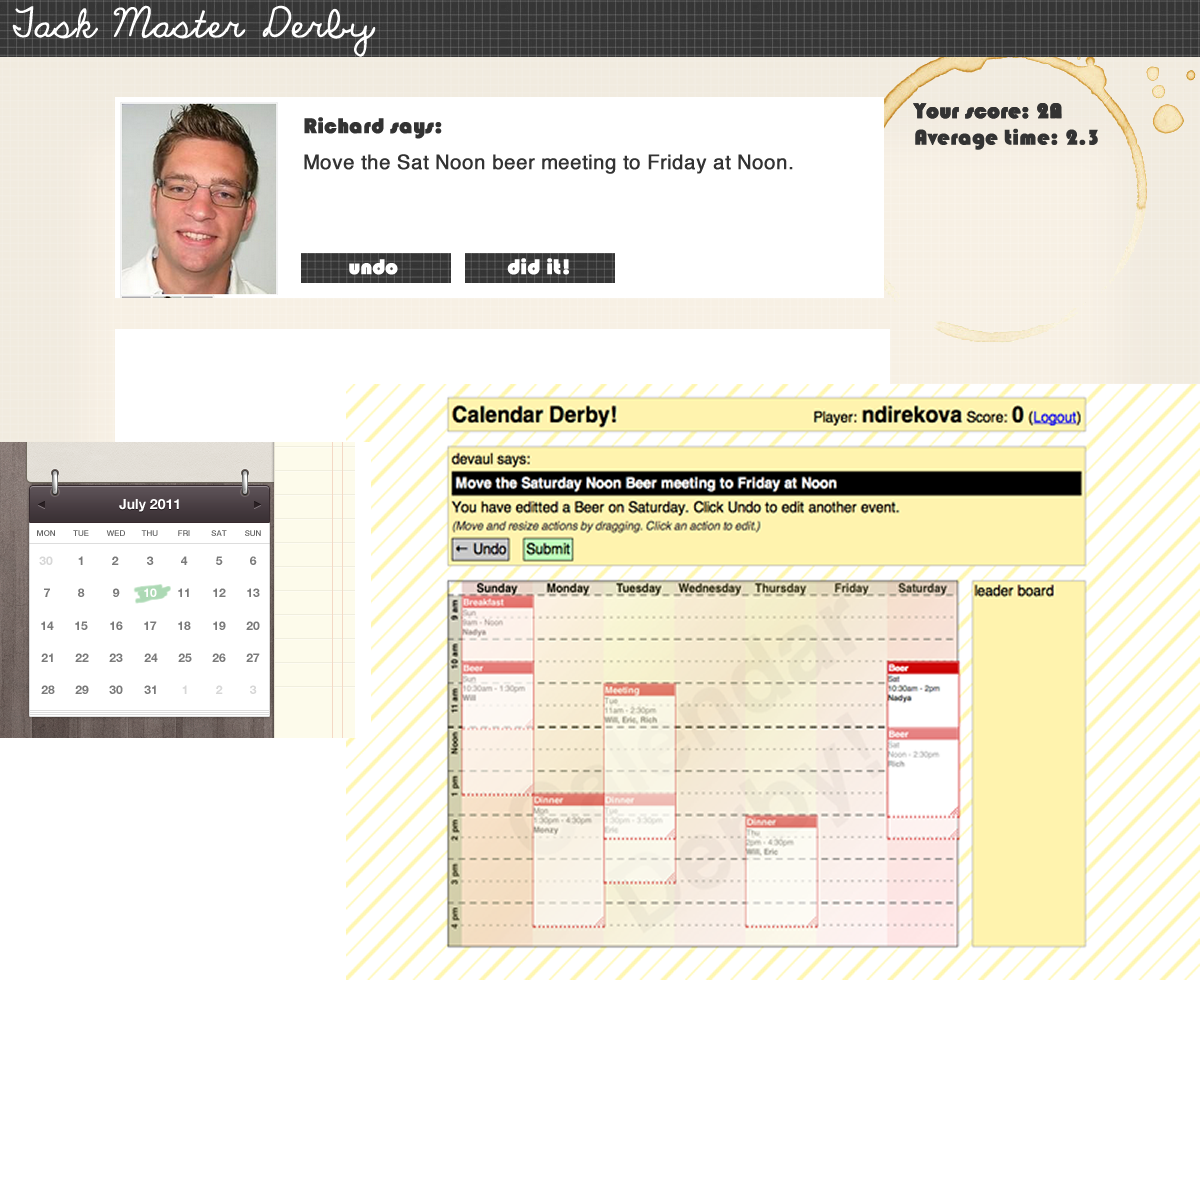 Task Master Derby
Richard says:
Move the Sat Noon beer meeting to Friday at Noon.
undo
did it!
Your score: 2A
Average time: 2.3
July 2011
MON TUE WED THU FRI SAT SUN
30 1 2 3 4 5 6
7 8 9 10 11 12 13
14 15 16 17 18 19 20
21 22 23 24 25 26 27
28 29 30 31 1 2 3
Calendar Derby!
Player: ndirekova Score: 0 (Logout)
devaul says:
Move the Saturday Noon Beer meeting to Friday at Noon
You have editted a Beer on Saturday. Click Undo to edit another event.
(Move and resize actions by dragging. Click an action to edit.)
← Undo
Submit
Sunday Monday Tuesday Wednesday Thursday Friday Saturday
9 am
10 am
11 am
Noon
1 pm
2 pm
3 pm
4 pm
Breakfast
Sun
9am - Noon
Nadya
Beer
Sun
10:30am - 1:30pm
Will
Dinner
Mon
1:30pm - 4:30pm
Monzy
Meeting
Tue
11am - 2:30pm
Will, Eric, Rich
Dinner
Tue
1:30pm - 3:30pm
Eric
Dinner
Thu
2pm - 4:30pm
Will, Eric
Beer
Sat
10:30am - 2pm
Nadya
Beer
Sat
Noon - 2:30pm
Rich
Calendar
Derby!
leader board